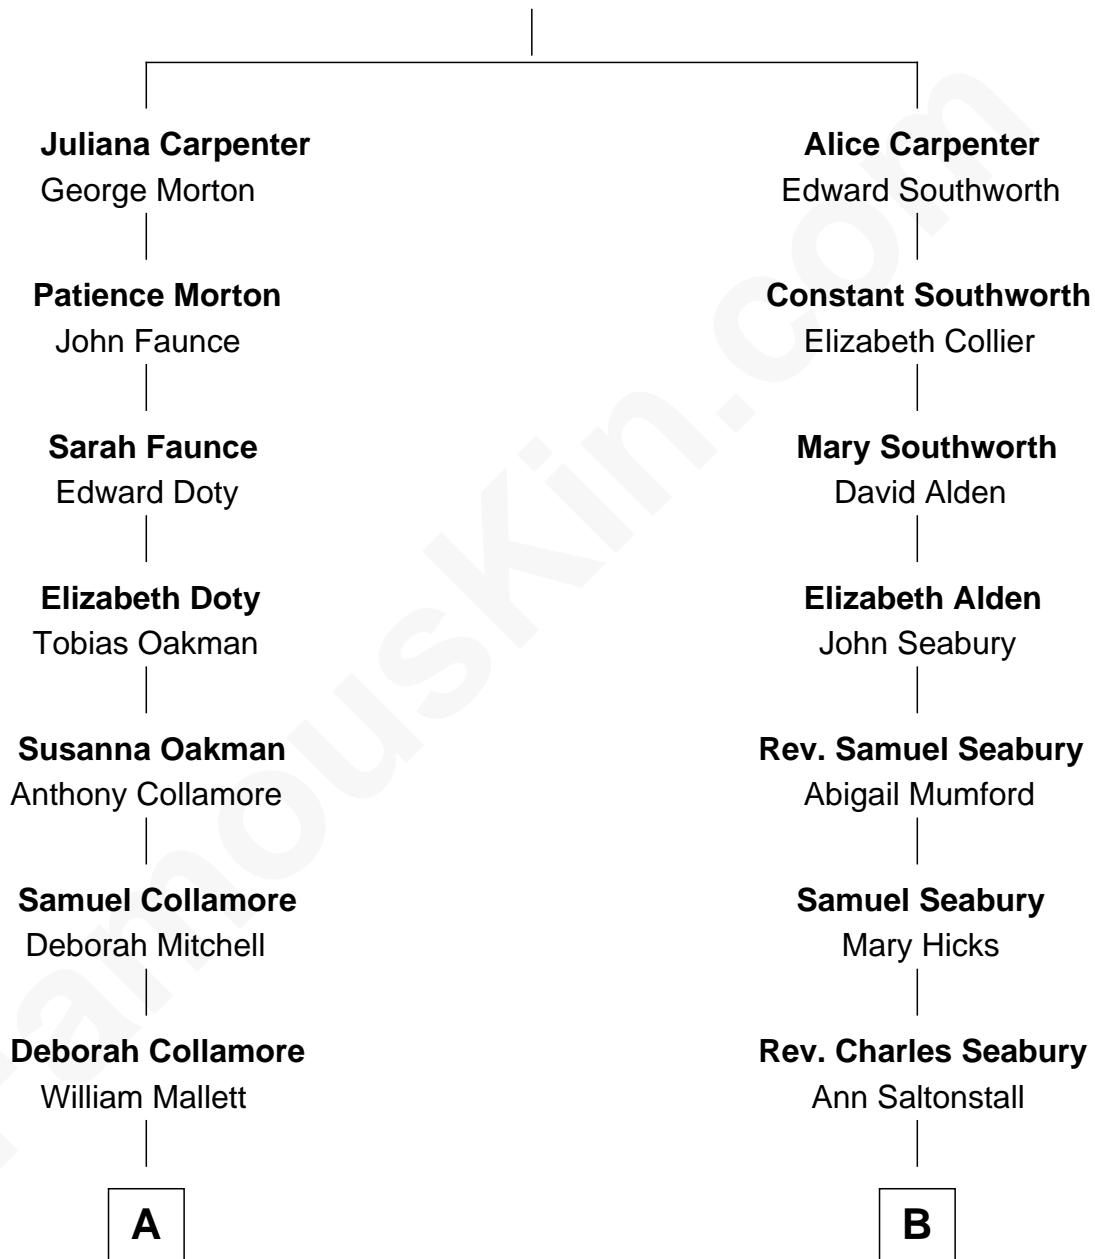 Juliana Carpenter
George Morton
Patience Morton
John Faunce
Sarah Faunce
Edward Doty
Elizabeth Doty
Tobias Oakman
Susanna Oakman
Anthony Collamore
Samuel Collamore
Deborah Mitchell
Deborah Collamore
William Mallett
A
Alice Carpenter
Edward Southworth
Constant Southworth
Elizabeth Collier
Mary Southworth
David Alden
Elizabeth Alden
John Seabury
Rev. Samuel Seabury
Abigail Mumford
Samuel Seabury
Mary Hicks
Rev. Charles Seabury
Ann Saltonstall
B
FamousKin.com